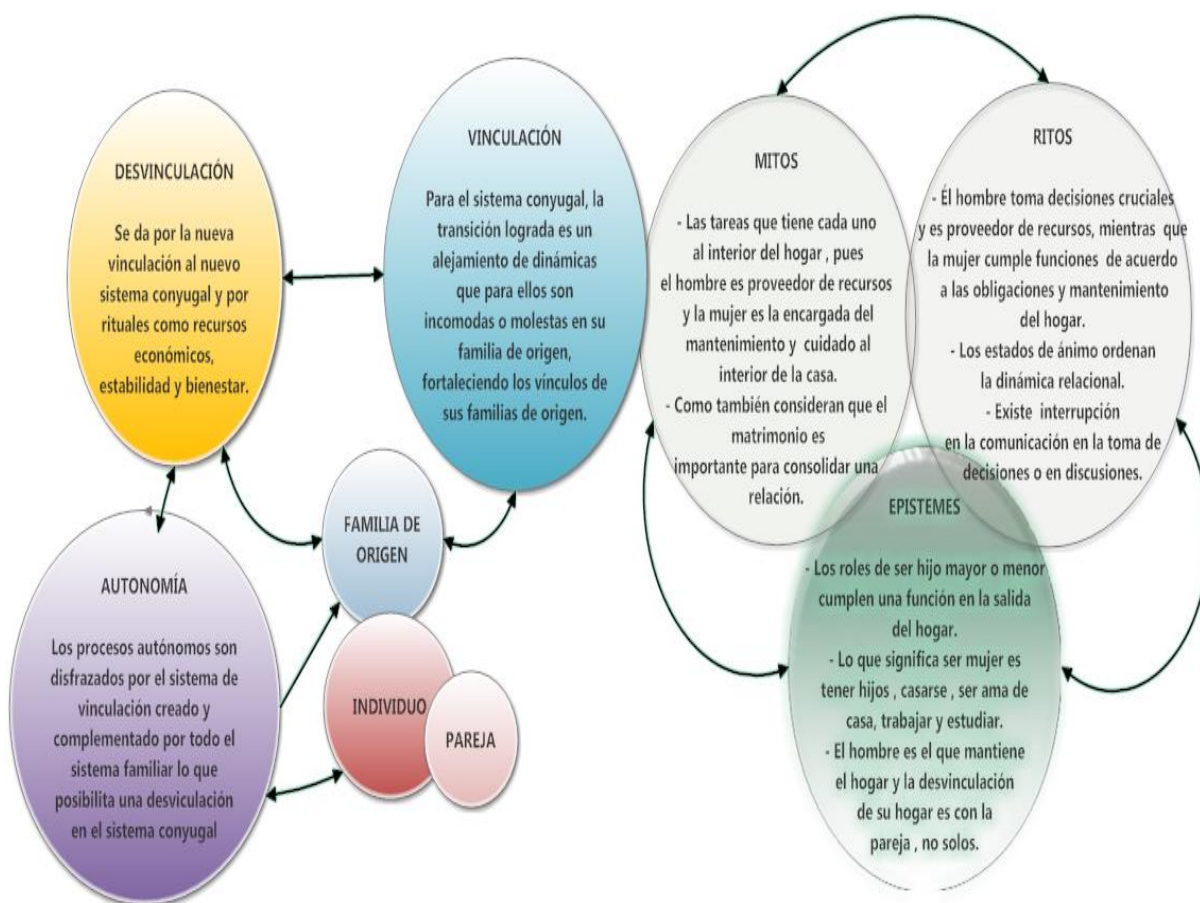 DESVINCULACIÓN
Se da por la nueva
vinculación al nuevo
sistema conyugal y por
rituales como recursos
económicos,
estabilidad y bienestar.
VINCULACIÓN
Para el sistema conyugal, la
transición lograda es un
alejamiento de dinámicas
que para ellos son
incomodas o molestas en su
familia de origen,
fortaleciendo los vínculos de
sus familias de origen.
MITOS
- Las tareas que tiene cada uno
al interior del hogar , pues
el hombre es proveedor de recursos
y la mujer es la encargada del
mantenimiento y cuidado al
interior de la casa.
- Como también consideran que el
matrimonio es
importante para consolidar una
relación.
RITOS
- Él hombre toma decisiones cruciales
y es proveedor de recursos, mientras que
la mujer cumple funciones de acuerdo
a las obligaciones y mantenimiento
del hogar.
- Los estados de ánimo ordenan
la dinámica relacional.
- Existe interrupción
en la comunicación en la toma de
decisiones o en discusiones.
EPISTEMES
- Los roles de ser hijo mayor o menor
cumplen una función en la salida
del hogar.
- Lo que significa ser mujer es
tener hijos , casarse , ser ama de
casa, trabajar y estudiar.
- El hombre es el que mantiene
el hogar y la desvinculación
de su hogar es con la
pareja , no solos.
FAMILIA DE
ORIGEN
AUTONOMÍA
Los procesos autónomos son
disfrazados por el sistema de
vinculación creado y
complementado por todo el
sistema familiar lo que
posibilita una desviculación
en el sistema conyugal
INDIVIDUO
PAREJA